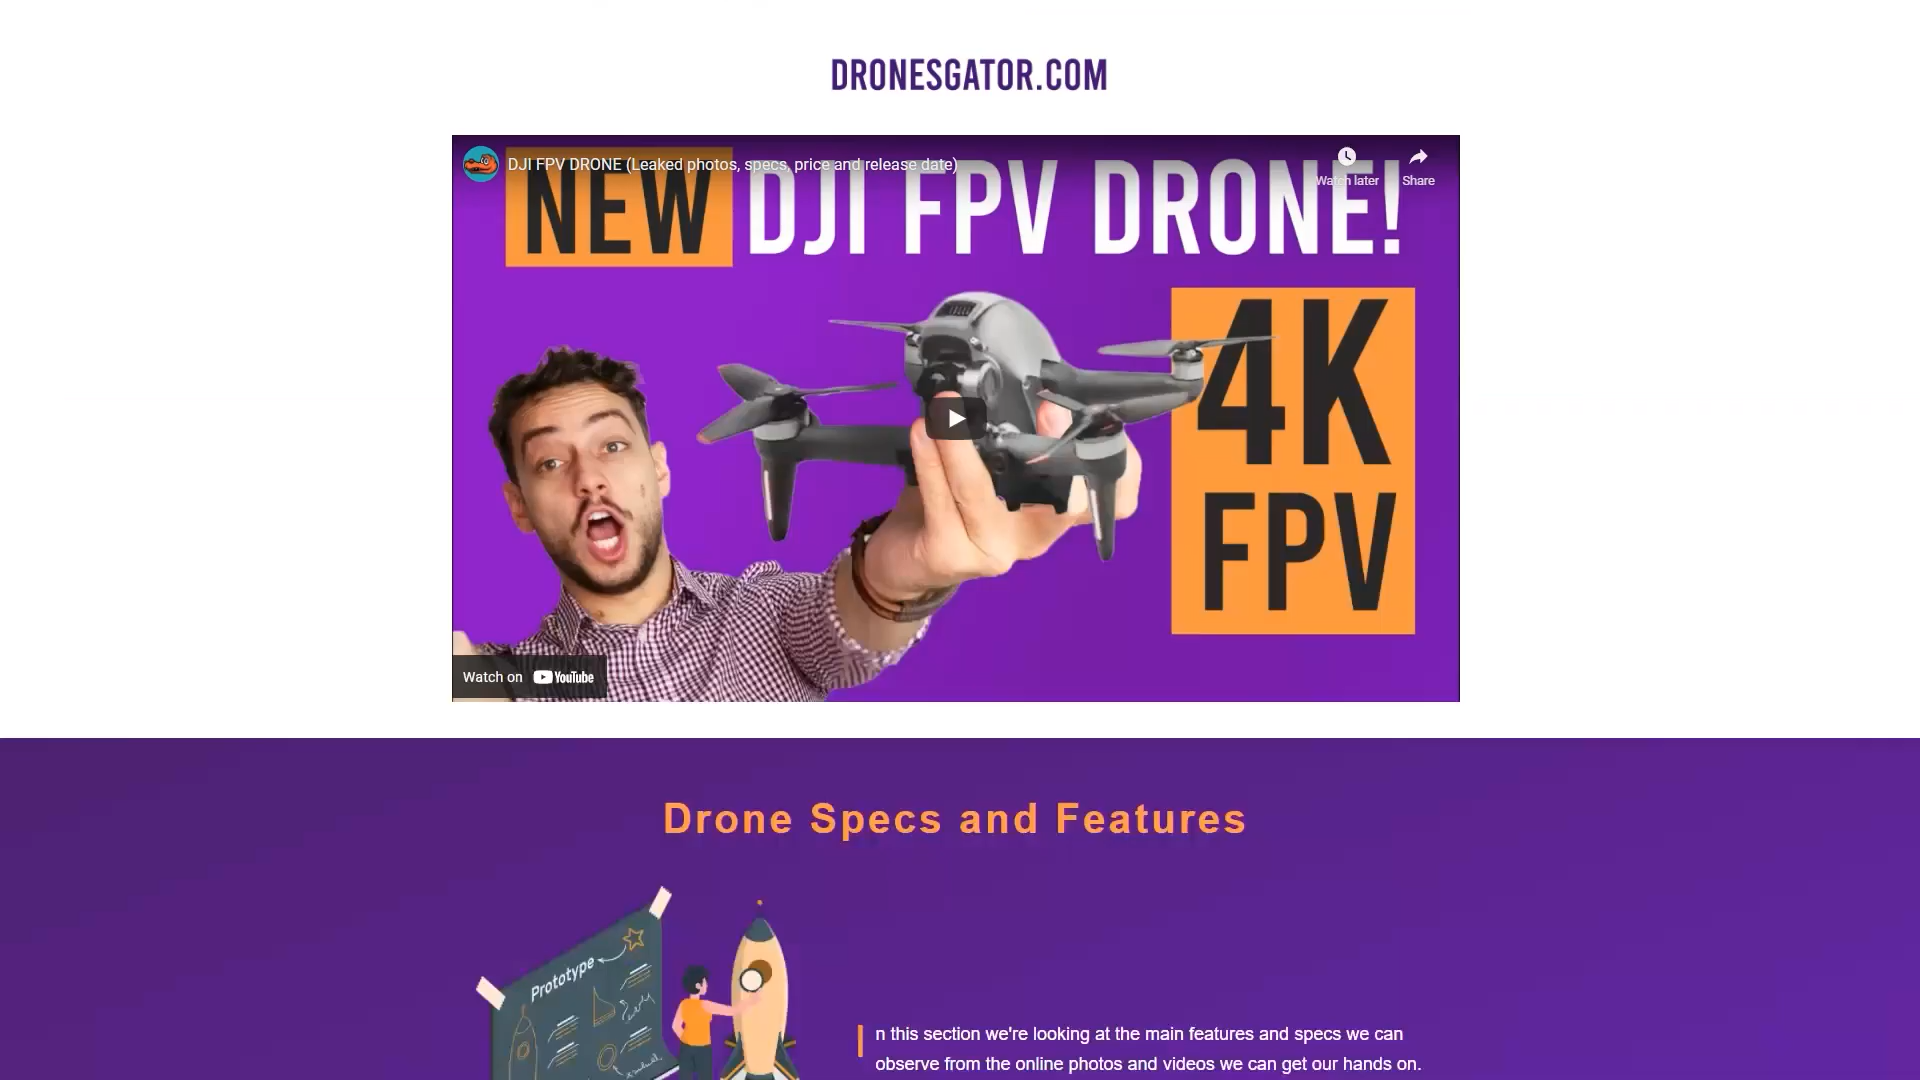 DRONESGATOR.COM
DJI FPV DRONE (Leaked photos, specs, price and release date)
Watch later
Share
NEW DJI FPV DRONE!
4K
FPV
Watch on YouTube
Drone Specs and Features
Prototype
n this section we're looking at the main features and specs we can
observe from the online photos and videos we can get our hands on.